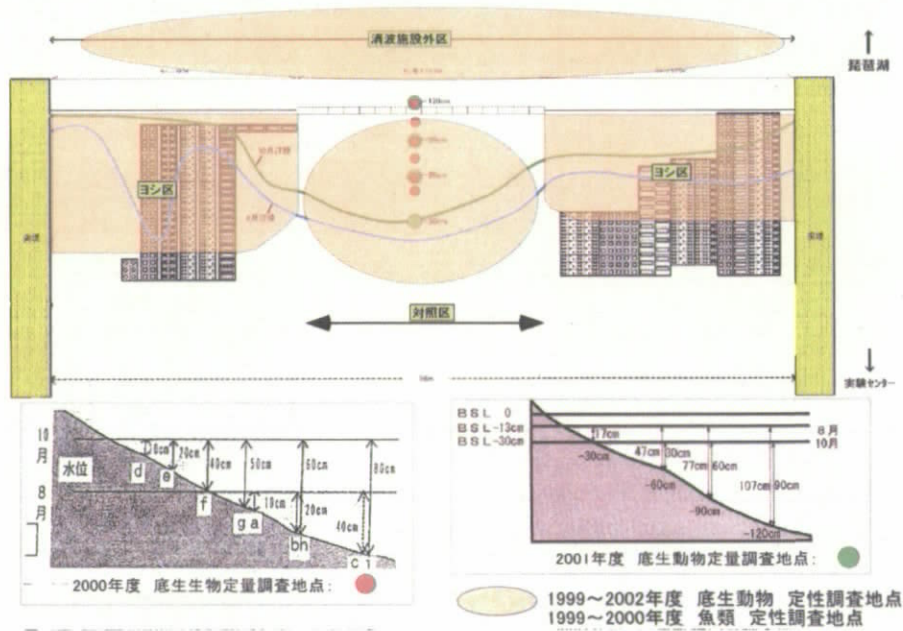 消波施設外区
琵琶湖
-120cm
ヨシ区
ヨシ区
突堤
突堤
対照区
実験センター
10月
水位
8月
20cm
40cm
50cm
60cm
80cm
10cm
20cm
40cm
d
e
f
g a
b h
c i
2000年度 底生生物定量調査地点:
BSL 0
BSL-13cm
BSL-30cm
8月
10月
17cm
47cm 30cm
77cm 60cm
107cm 90cm
-30cm
-60cm
-90cm
-120cm
2001年度 底生動物定量調査地点:
1999〜2002年度 底生動物 定性調査地点
1999〜2000年度 魚類 定性調査地点